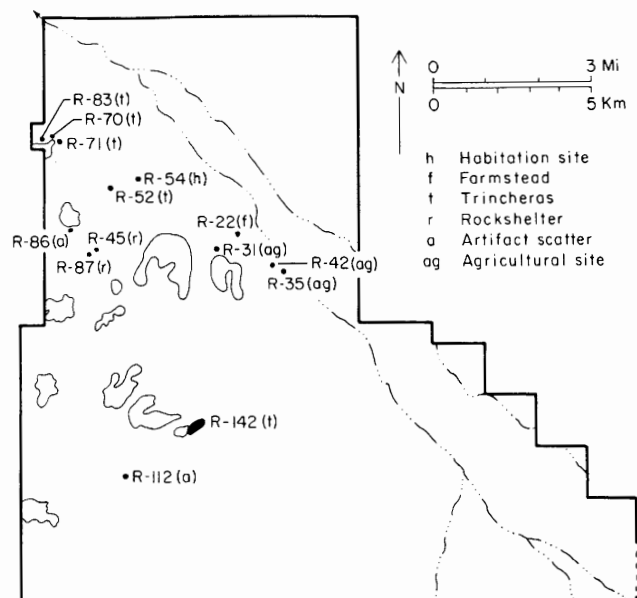 R-83(t)
R-70(t)
R-71(t)
R-54(h)
R-52(t)
R-86(a)
R-45(r)
R-87(r)
R-22(f)
R-31(ag)
R-42(ag)
R-35(ag)
R-142(t)
R-112(a)
N
0 3 Mi
0 5 Km
h Habitation site
f Farmstead
t Trincheras
r Rockshelter
a Artifact scatter
ag Agricultural site